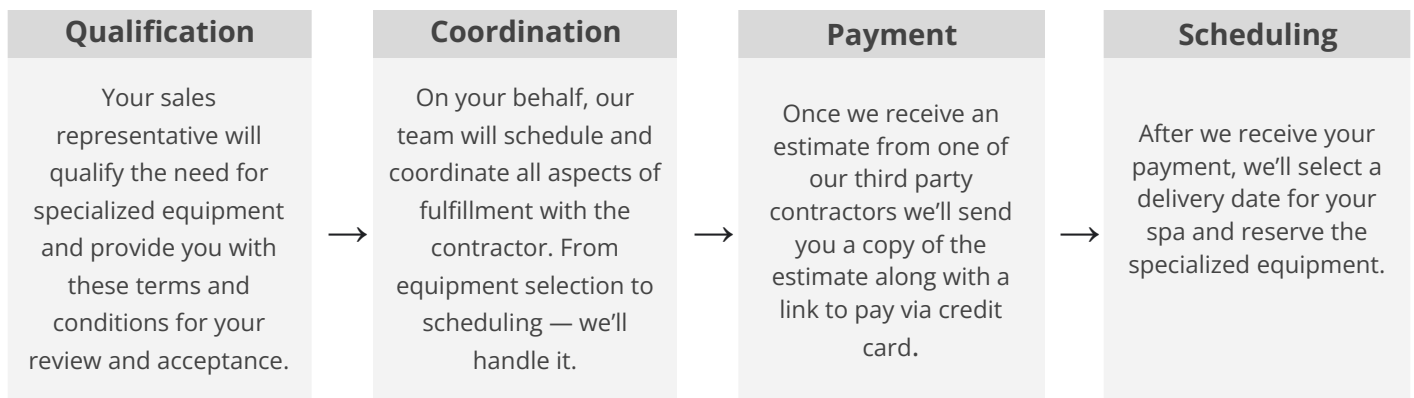 Qualification
Your sales
representative will
qualify the need for
specialized equipment
and provide you with
these terms and
conditions for your
review and acceptance.
→
Coordination
On your behalf, our
team will schedule and
coordinate all aspects of
fulfillment with the
contractor. From
equipment selection to
scheduling — we’ll
handle it.
→
Payment
Once we receive an
estimate from one of
our third party
contractors we’ll send
you a copy of the
estimate along with a
link to pay via credit
card.
→
Scheduling
After we receive your
payment, we’ll select a
delivery date for your
spa and reserve the
specialized equipment.